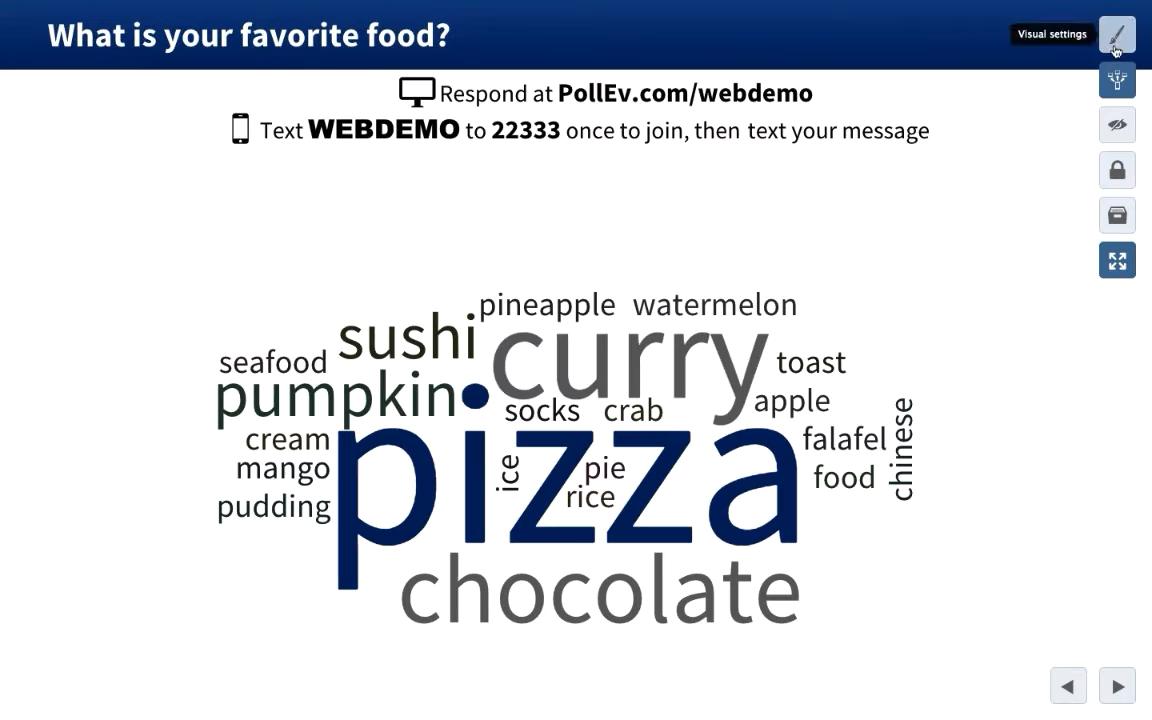 What is your favorite food?
Visual settings
Respond at PollEv.com/webdemo
Text WEBDEMO to 22333 once to join, then text your message
pineapple watermelon
sushi
curry
seafood
toast
pumpkin
apple
socks crab
chinese
cream
falafel
pizza
ice
pie
mango
food
rice
pudding
chocolate